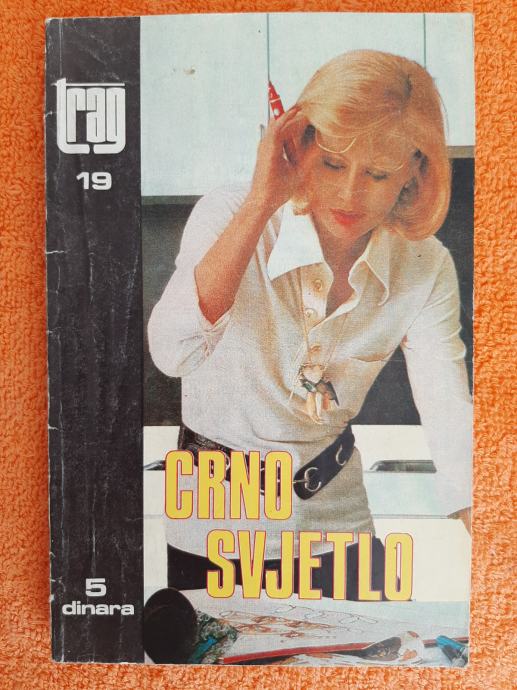 trag
19
CRNO
SVJETLO
5
dinara